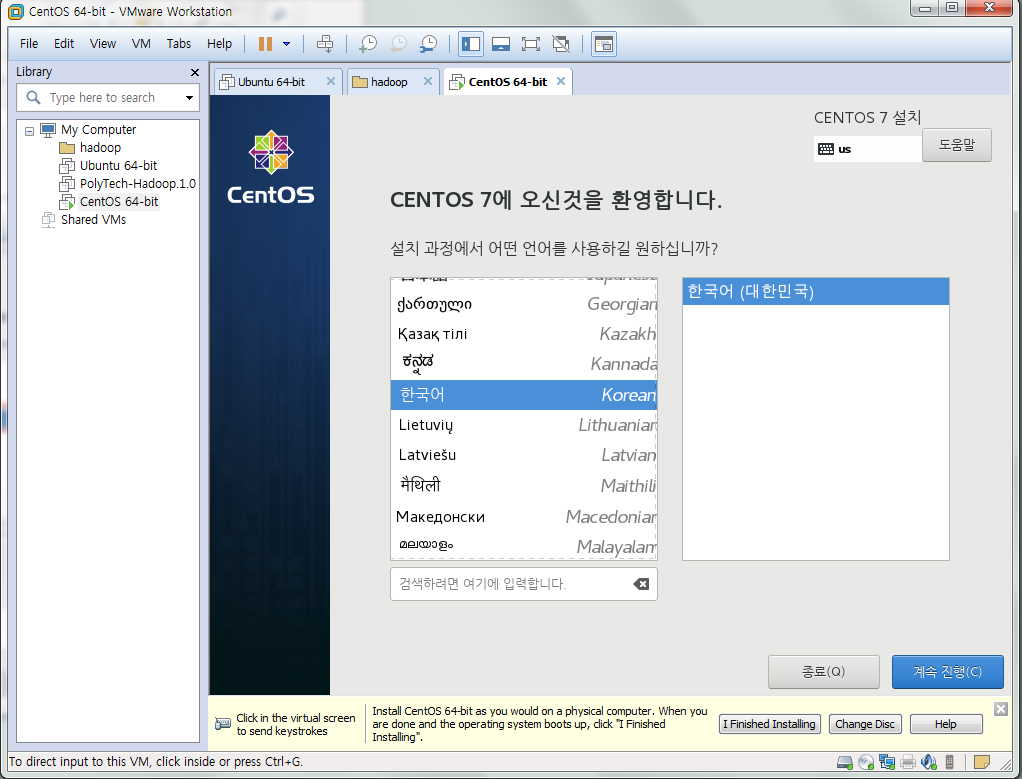 CentOS 64-bit - VMware Workstation
File Edit View VM Tabs Help
Library
Type here to search
My Computer
hadoop
Ubuntu 64-bit
PolyTech-Hadoop.1.0
CentOS 64-bit
Shared VMs
Ubuntu 64-bit hadoop CentOS 64-bit
CentOS
CENTOS 7 설치
us
도움말
CENTOS 7에 오신것을 환영합니다.
설치 과정에서 어떤 언어를 사용하길 원하십니까?
日本語 Japanese
ქართული Georgian
Қазақ тілі Kazakh
ಕನ್ನಡ Kannada
한국어 Korean
Lietuvių Lithuanian
Latviešu Latvian
मैथिली Maithili
Македонски Macedonian
മലയാളം Malayalam
한국어 (대한민국)
검색하려면 여기에 입력합니다.
종료(Q)
계속 진행(C)
Click in the virtual screen
to send keystrokes
Install CentOS 64-bit as you would on a physical computer. When you
are done and the operating system boots up, click "I Finished
Installing".
I Finished Installing
Change Disc
Help
To direct input to this VM, click inside or press Ctrl+G.